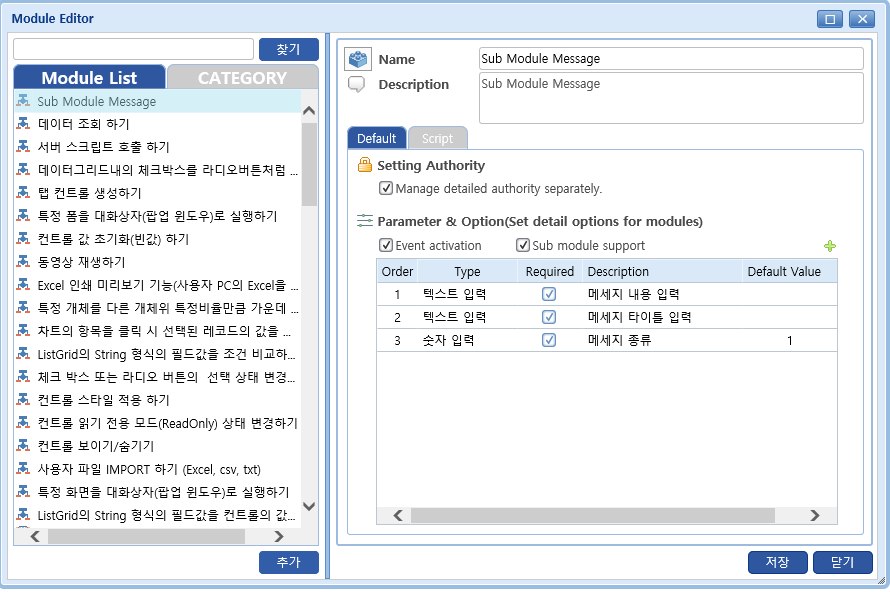 Module Editor
찾기
Module List
CATEGORY
Sub Module Message
데이터 조회 하기
서버 스크립트 호출 하기
데이터그리드내의 체크박스를 라디오버튼처럼 ...
탭 컨트롤 생성하기
특정 폼을 대화상자(팝업 윈도우)로 실행하기
컨트롤 값 초기화(빈값) 하기
동영상 재생하기
Excel 인쇄 미리보기 기능(사용자 PC의 Excel을 ...
특정 개체를 다른 개체위 특정비율만큼 가운데 ...
차트의 항목을 클릭 시 선택된 레코드의 값을 ...
ListGrid의 String 형식의 필드값을 조건 비교하...
체크 박스 또는 라디오 버튼의 선택 상태 변경...
컨트롤 스타일 적용 하기
컨트롤 읽기 전용 모드(ReadOnly) 상태 변경하기
컨트롤 보이기/숨기기
사용자 파일 IMPORT 하기 (Excel, csv, txt)
특정 화면을 대화상자(팝업 윈도우)로 실행하기
ListGrid의 String 형식의 필드값을 컨트롤의 값...
추가
Name
Sub Module Message
Description
Sub Module Message
Default
Script
Setting Authority
Manage detailed authority separately.
Parameter & Option(Set detail options for modules)
Event activation
Sub module support
Order Type Required Description Default Value
1 텍스트 입력 메세지 내용 입력
2 텍스트 입력 메세지 타이틀 입력
3 숫자 입력 메세지 종류 1
저장
닫기